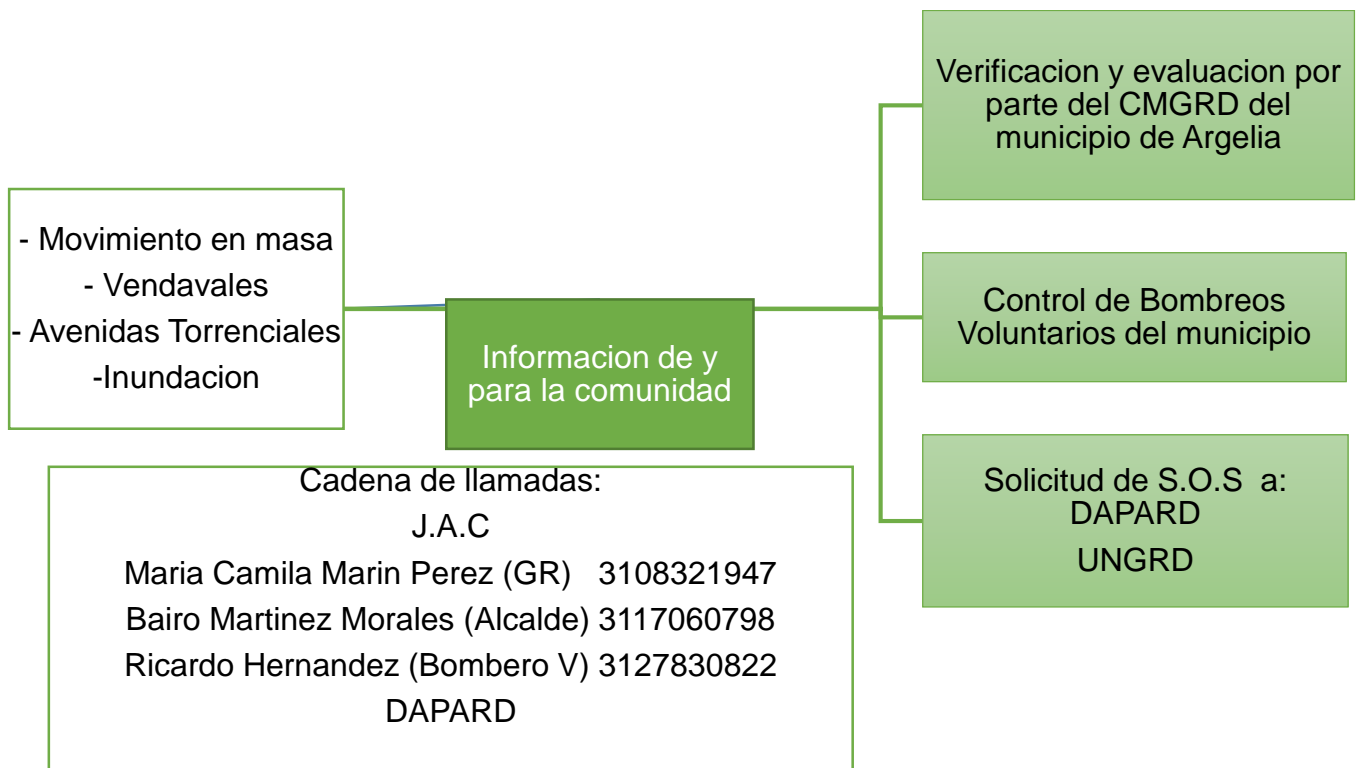 - Movimiento en masa
- Vendavales
- Avenidas Torrenciales
-Inundacion
Informacion de y
para la comunidad
Verificacion y evaluacion por
parte del CMGRD del
municipio de Argelia
Control de Bombreos
Voluntarios del municipio
Solicitud de S.O.S a:
DAPARD
UNGRD
Cadena de llamadas:
J.A.C
Maria Camila Marin Perez (GR) 3108321947
Bairo Martinez Morales (Alcalde) 3117060798
Ricardo Hernandez (Bombero V) 3127830822
DAPARD